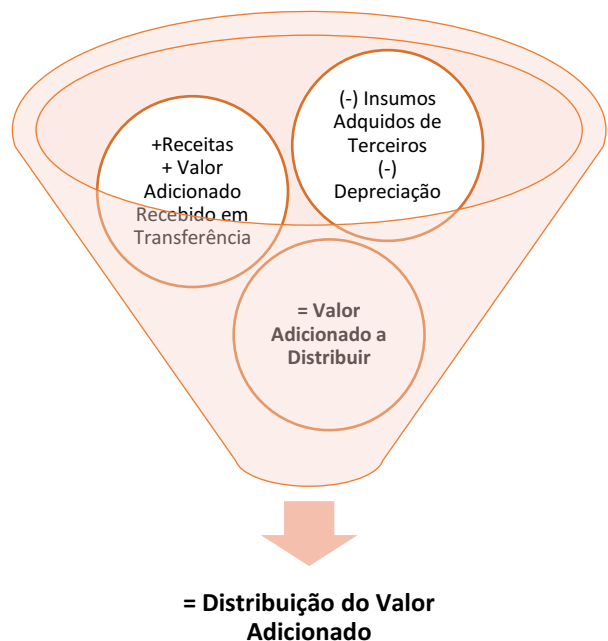 +Receitas
+ Valor
Adicionado
Recebido em
Transferência
(-) Insumos
Adquidos de
Terceiros
(-)
Depreciação
= Valor
Adicionado a
Distribuir
= Distribuição do Valor
Adicionado